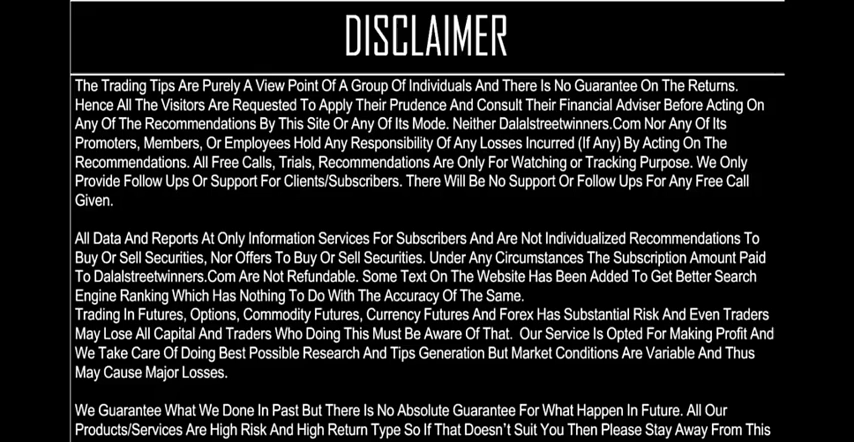 DISCLAIMER
The Trading Tips Are Purely A View Point Of A Group Of Individuals And There Is No Guarantee On The Returns.
Hence All The Visitors Are Requested To Apply Their Prudence And Consult Their Financial Adviser Before Acting On
Any Of The Recommendations By This Site Or Any Of Its Mode. Neither Dalalstreetwinners.Com Nor Any Of Its
Promoters, Members, Or Employees Hold Any Responsibility Of Any Losses Incurred (If Any) By Acting On The
Recommendations. All Free Calls, Trials, Recommendations Are Only For Watching or Tracking Purpose. We Only
Provide Follow Ups Or Support For Clients/Subscribers. There Will Be No Support Or Follow Ups For Any Free Call
Given.
All Data And Reports At Only Information Services For Subscribers And Are Not Individualized Recommendations To
Buy Or Sell Securities, Nor Offers To Buy Or Sell Securities. Under Any Circumstances The Subscription Amount Paid
To Dalalstreetwinners.Com Are Not Refundable. Some Text On The Website Has Been Added To Get Better Search
Engine Ranking Which Has Nothing To Do With The Accuracy Of The Same.
Trading In Futures, Options, Commodity Futures, Currency Futures And Forex Has Substantial Risk And Even Traders
May Lose All Capital And Traders Who Doing This Must Be Aware Of That. Our Service Is Opted For Making Profit And
We Take Care Of Doing Best Possible Research And Tips Generation But Market Conditions Are Variable And Thus
May Cause Major Losses.
We Guarantee What We Done In Past But There Is No Absolute Guarantee For What Happen In Future. All Our
Products/Services Are High Risk And High Return Type So If That Doesn't Suit You Then Please Stay Away From This